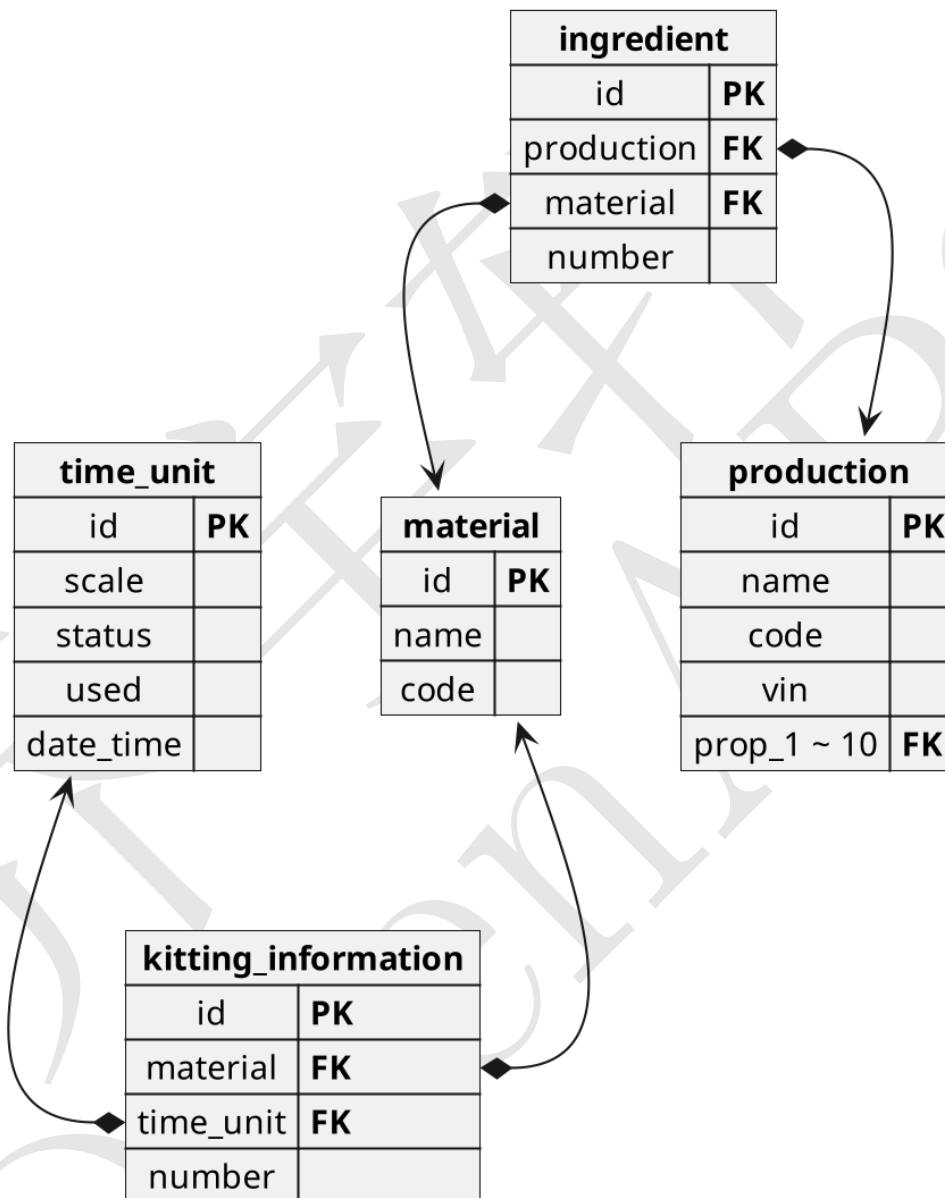 ingredient
id PK
production FK
material FK
number
time_unit
id PK
scale
status
used
date_time
material
id PK
name
code
production
id PK
name
code
vin
prop_1 ~ 10 FK
kitting_information
id PK
material FK
time_unit FK
number